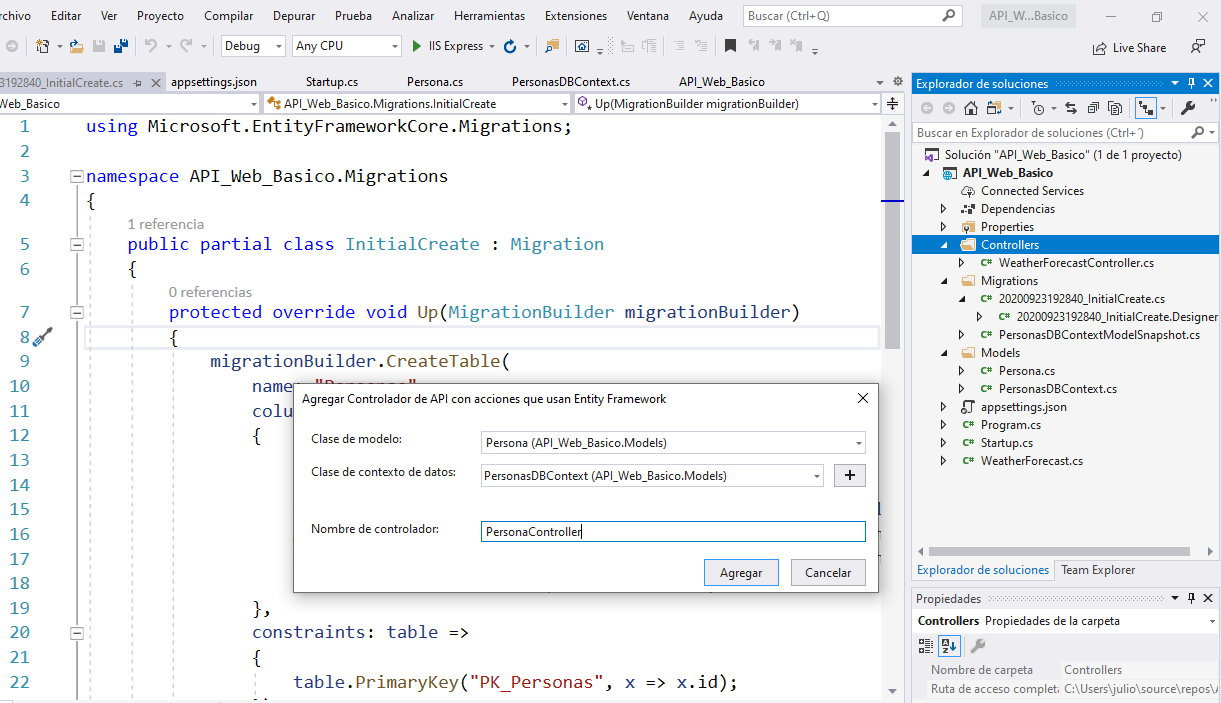 rchivo Editar Ver Proyecto Compilar Depurar Prueba Analizar Herramientas Extensiones Ventana Ayuda Buscar (Ctrl+Q) API_W...Basico
Debug Any CPU IIS Express Live Share
3192840_InitialCreate.cs appsettings.json Startup.cs Persona.cs PersonasDBContext.cs API_Web_Basico
Web_Basico API_Web_Basico.Migrations.InitialCreate Up(MigrationBuilder migrationBuilder)
1 using Microsoft.EntityFrameworkCore.Migrations;
2
3 namespace API_Web_Basico.Migrations
4 {
1 referencia
5 public partial class InitialCreate : Migration
6 {
0 referencias
7 protected override void Up(MigrationBuilder migrationBuilder)
8 {
9 migrationBuilder.CreateTable(
10 name: "Personas"
11 colu
12 {
13
14
15
16
17
18
19 },
20 constraints: table =>
21 {
22 table.PrimaryKey("PK_Personas", x => x.id);
Agregar Controlador de API con acciones que usan Entity Framework
Clase de modelo: Persona (API_Web_Basico.Models)
Clase de contexto de datos: PersonasDBContext (API_Web_Basico.Models) +
Nombre de controlador: PersonaController
Agregar Cancelar
Explorador de soluciones
Buscar en Explorador de soluciones (Ctrl+´)
Solución "API_Web_Basico" (1 de 1 proyecto)
API_Web_Basico
Connected Services
Dependencias
Properties
Controllers
C# WeatherForecastController.cs
Migrations
C# 20200923192840_InitialCreate.cs
C# 20200923192840_InitialCreate.Designer
C# PersonasDBContextModelSnapshot.cs
Models
C# Persona.cs
C# PersonasDBContext.cs
appsettings.json
C# Program.cs
C# Startup.cs
C# WeatherForecast.cs
Explorador de soluciones Team Explorer
Propiedades
Controllers Propiedades de la carpeta
Nombre de carpeta Controllers
Ruta de acceso completa C:\Users\julio\source\repos\A